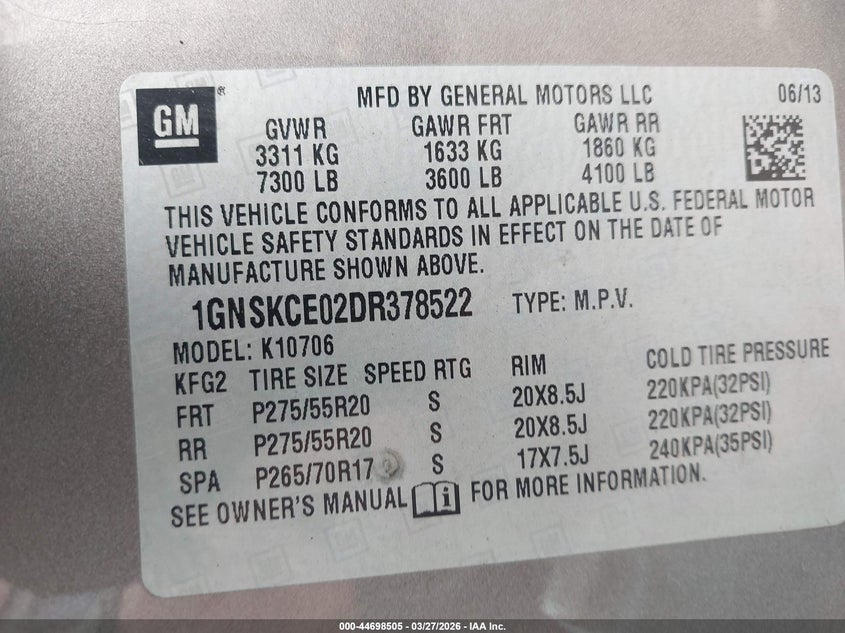 GM®
MFD BY GENERAL MOTORS LLC 06/13
GVWR GAWR FRT GAWR RR
3311 KG 1633 KG 1860 KG
7300 LB 3600 LB 4100 LB
THIS VEHICLE CONFORMS TO ALL APPLICABLE U.S. FEDERAL MOTOR
VEHICLE SAFETY STANDARDS IN EFFECT ON THE DATE OF
MANUFACTURE SHOWN ABOVE.
1GNSKCE02DR378522 TYPE: M.P.V.
MODEL: K10706
KFG2 TIRE SIZE SPEED RTG RIM COLD TIRE PRESSURE
FRT P275/55R20 S 20X8.5J 220KPA(32PSI)
RR P275/55R20 S 20X8.5J 220KPA(32PSI)
SPA P265/70R17 S 17X7.5J 240KPA(35PSI)
SEE OWNER'S MANUAL i FOR MORE INFORMATION.
000-44698505 — 03/27/2026 — IAA Inc.